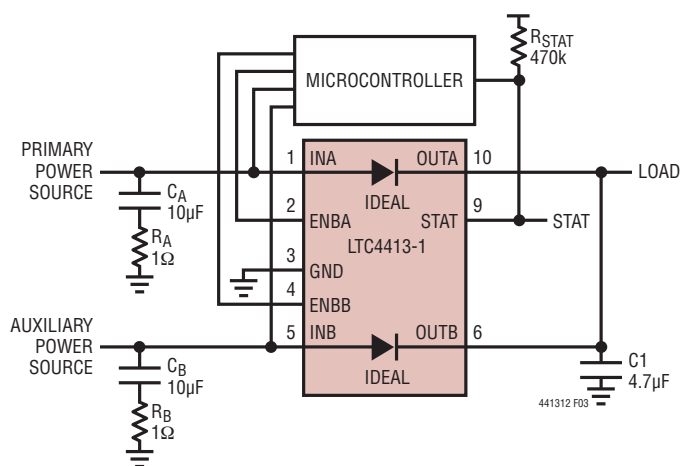 R_STAT
470k
MICROCONTROLLER
PRIMARY
POWER
SOURCE
1 INA OUTA 10
LOAD
C_A
10µF
IDEAL
2 ENBA STAT 9
STAT
R_A
1Ω
LTC4413-1
3 GND
4 ENBB
AUXILIARY
POWER
SOURCE
5 INB OUTB 6
C_B
10µF
IDEAL
C1
4.7µF
R_B
1Ω
441312 F03